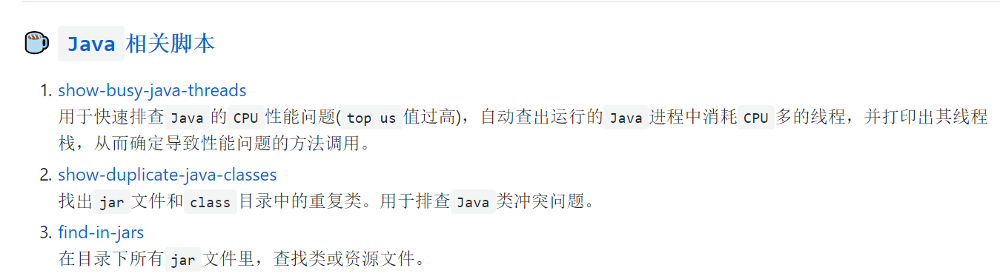 Java 相关脚本
1. show-busy-java-threads
用于快速排查 Java 的 CPU 性能问题(top us 值过高)，自动查出运行的 Java 进程中消耗 CPU 多的线程，并打印出其线程
栈，从而确定导致性能问题的方法调用。
2. show-duplicate-java-classes
找出 jar 文件和 class 目录中的重复类。用于排查 Java 类冲突问题。
3. find-in-jars
在目录下所有 jar 文件里，查找类或资源文件。